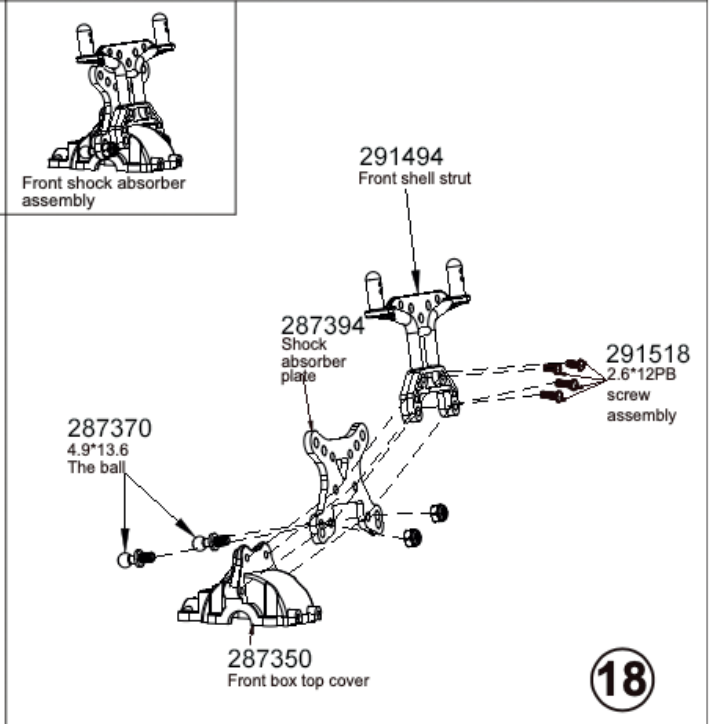 Front shock absorber
assembly
291494
Front shell strut
287394
Shock
absorber
plate
291518
2.6*12PB
screw
assembly
287370
4.9*13.6
The ball
287350
Front box top cover
18